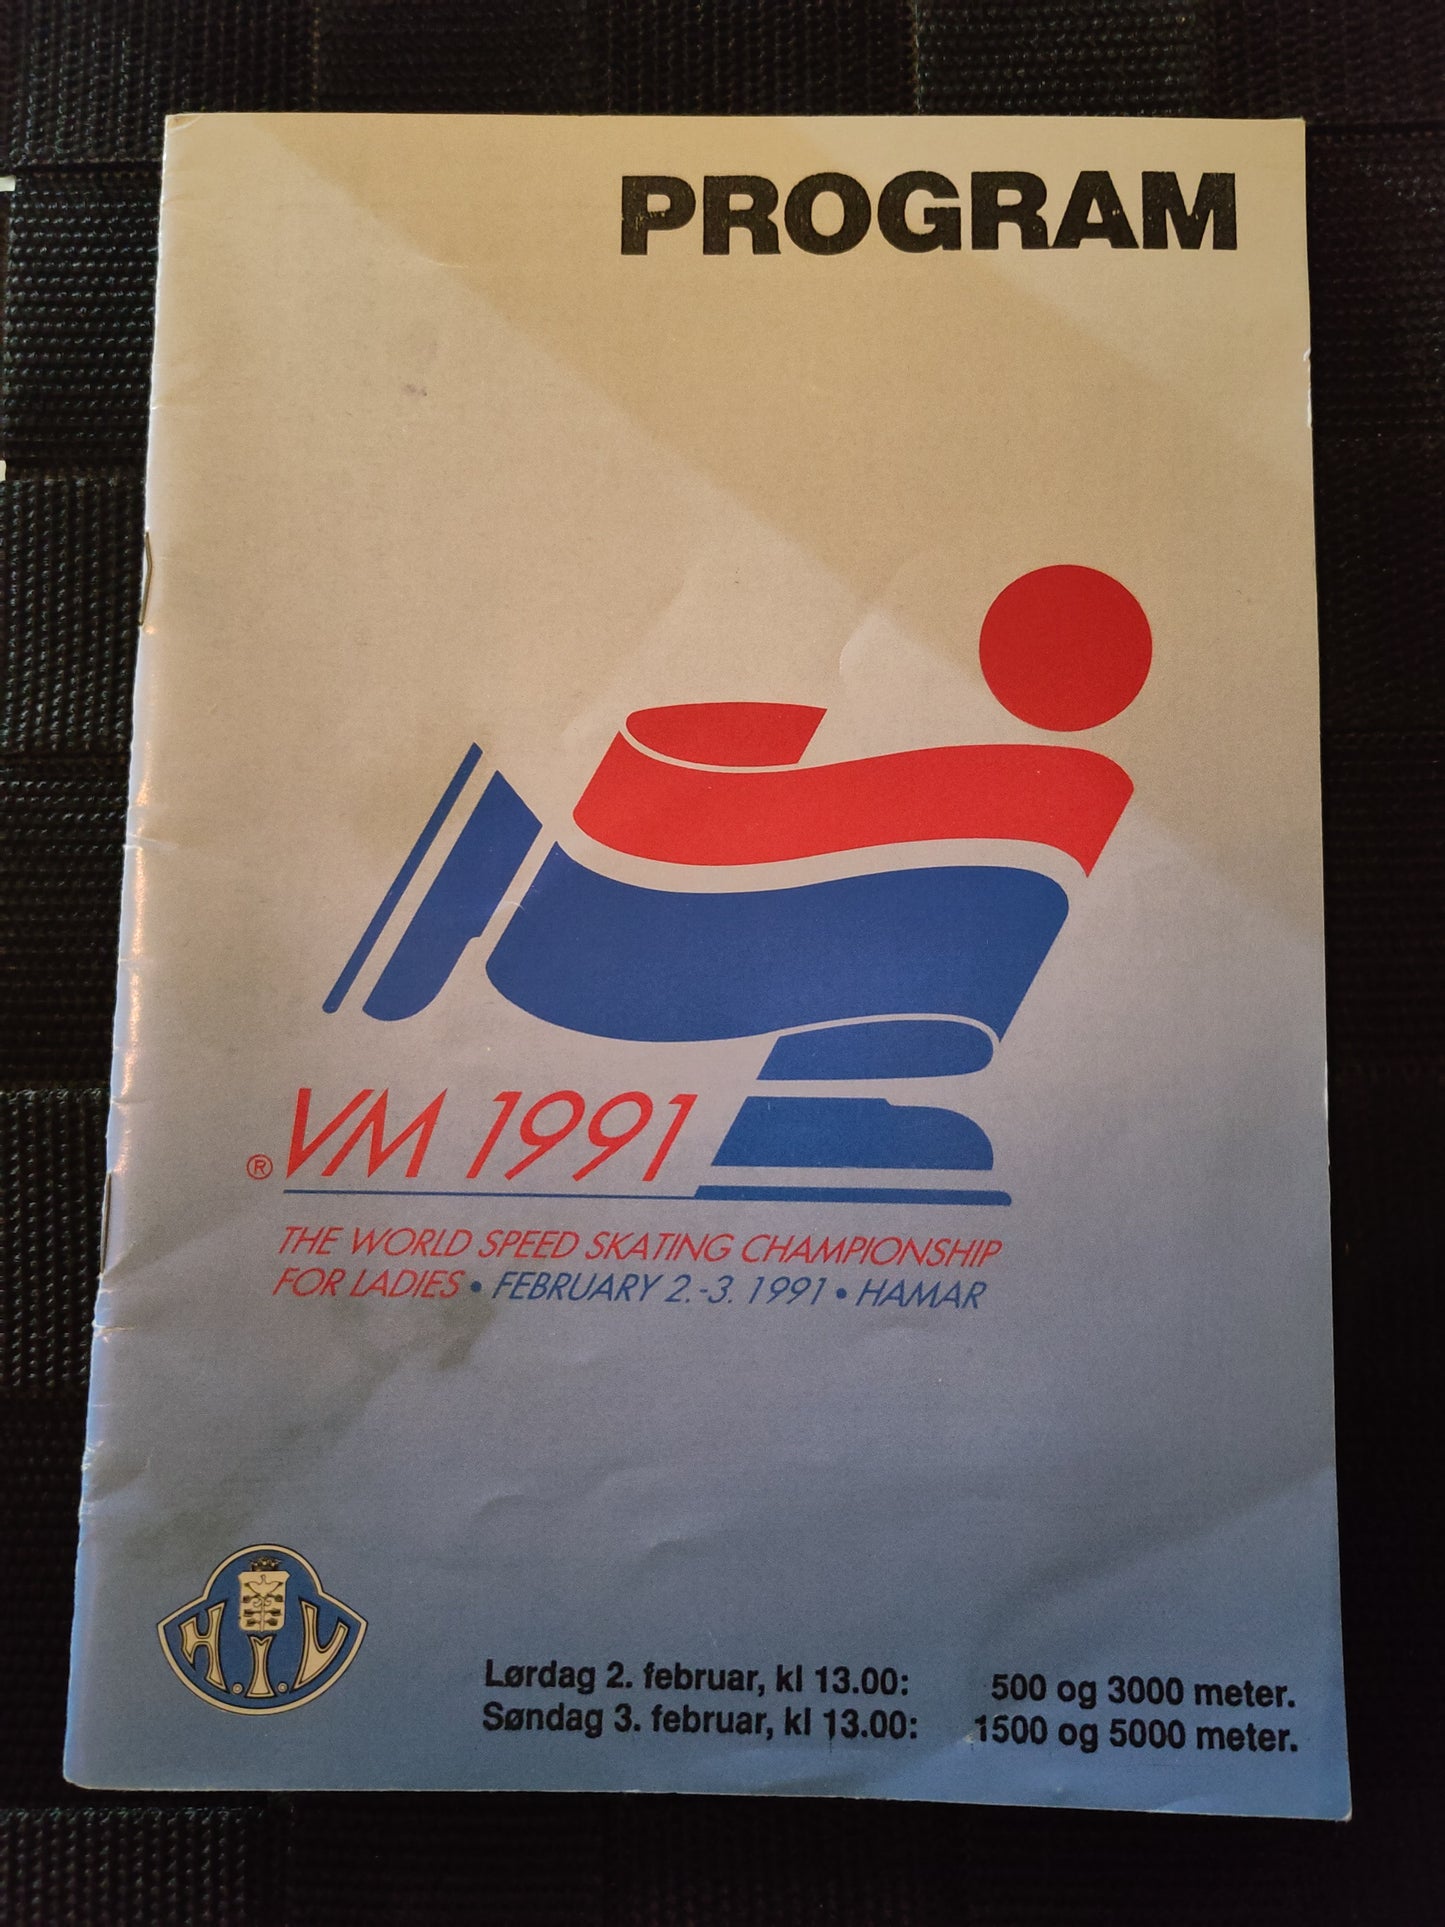 PROGRAM
® VM 1991
THE WORLD SPEED SKATING CHAMPIONSHIP
FOR LADIES • FEBRUARY 2.-3. 1991 • HAMAR
H.I.L
Lørdag 2. februar, kl 13.00: 500 og 3000 meter.
Søndag 3. februar, kl 13.00: 1500 og 5000 meter.